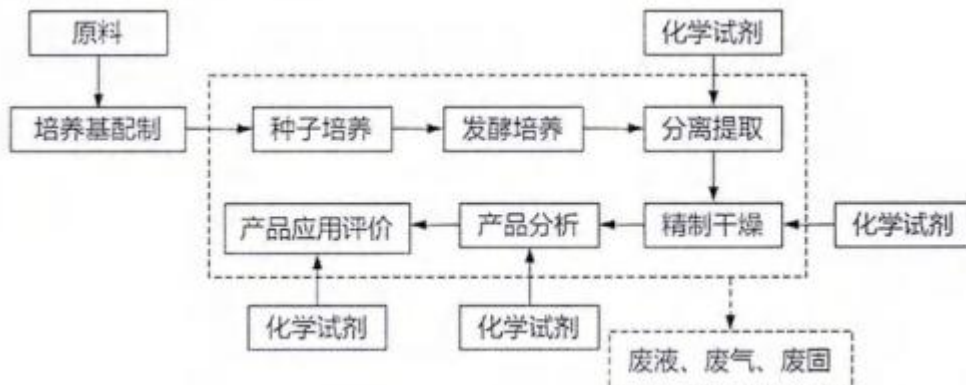 原料
化学试剂
培养基配制
种子培养
发酵培养
分离提取
产品应用评价
产品分析
精制干燥
化学试剂
化学试剂
化学试剂
废液、废气、废固